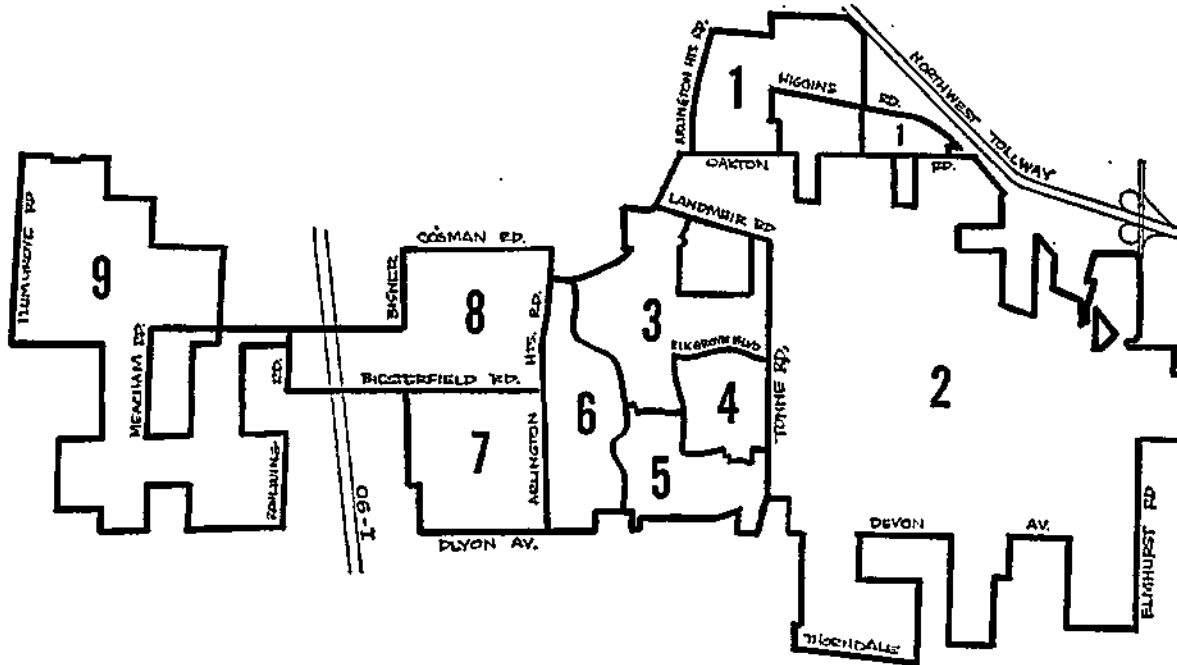 ARLINGTON HTS. RD.
1
HIGGINS
RD.
1
NORTHWEST TOLLWAY
OAKTON
RD.
LANDMEIR RD
COSMAN RD.
BISNER
PLUMGROVE RD
9
8
HTS. RD.
3
ELK GROVE BLVD
MEACHAM RD.
RD.
BIESTERFIELD RD.
6
4
TONNE RD.
2
7
ARLINGTON
5
ROHLWING
I-90
DEVON AV.
DEVON
AV.
ELMHURST RD
THORNDALE